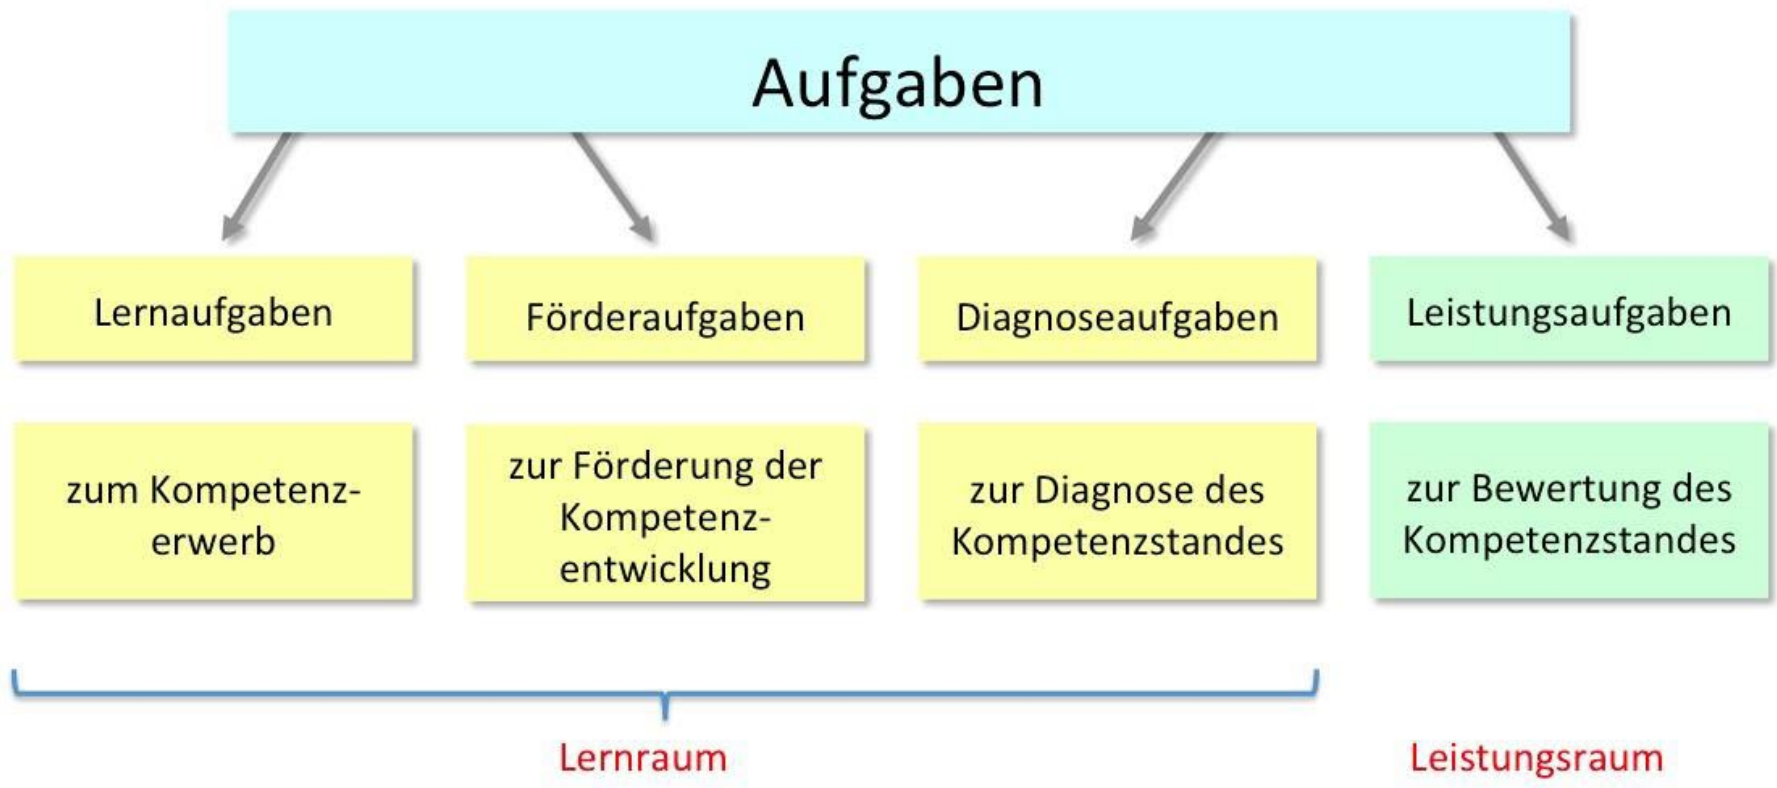 Aufgaben
Lernaufgaben
Förderaufgaben
Diagnoseaufgaben
Leistungsaufgaben
zum Kompetenz-
erwerb
zur Förderung der
Kompetenz-
entwicklung
zur Diagnose des
Kompetenzstandes
zur Bewertung des
Kompetenzstandes
Lernraum
Leistungsraum